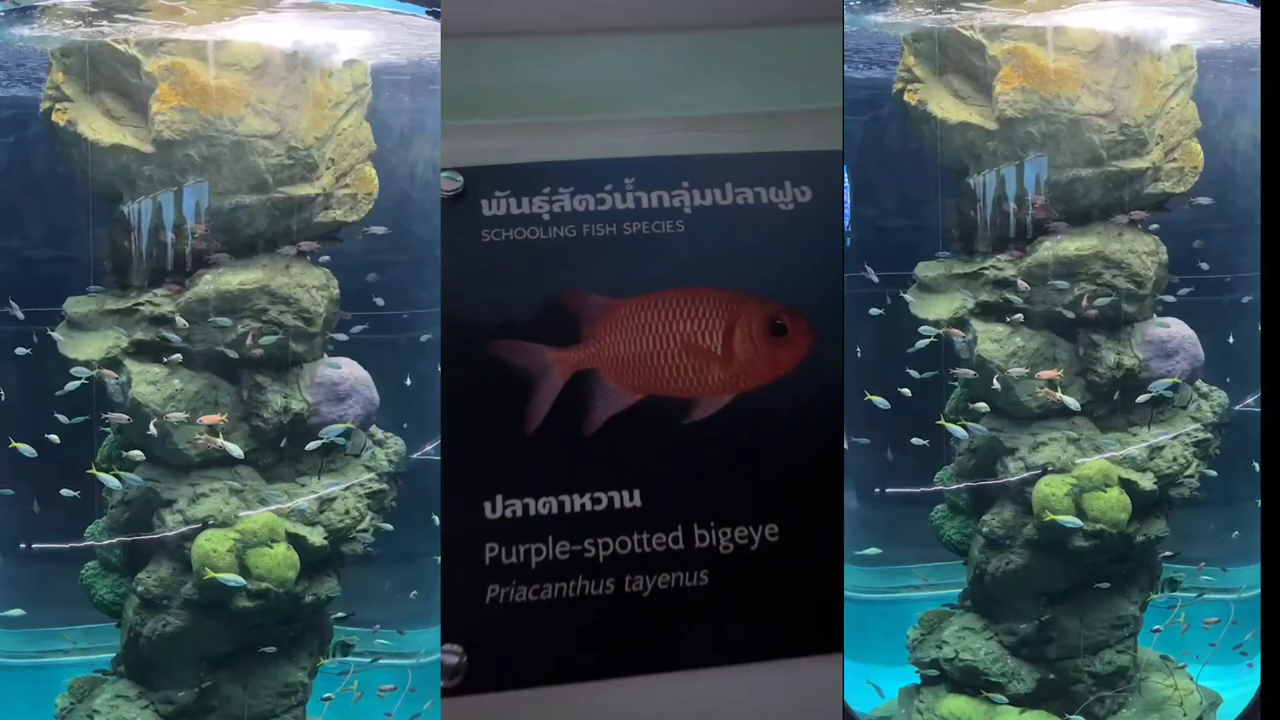 พันธุ์สัตว์น้ำกลุ่มปลาฝูง
SCHOOLING FISH SPECIES
ปลาตาหวาน
Purple-spotted bigeye
Priacanthus tayenus